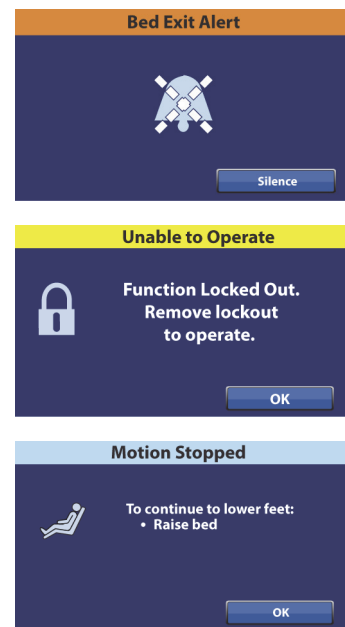 Bed Exit Alert
Silence
Unable to Operate
Function Locked Out.
Remove lockout
to operate.
OK
Motion Stopped
To continue to lower feet:
• Raise bed
OK